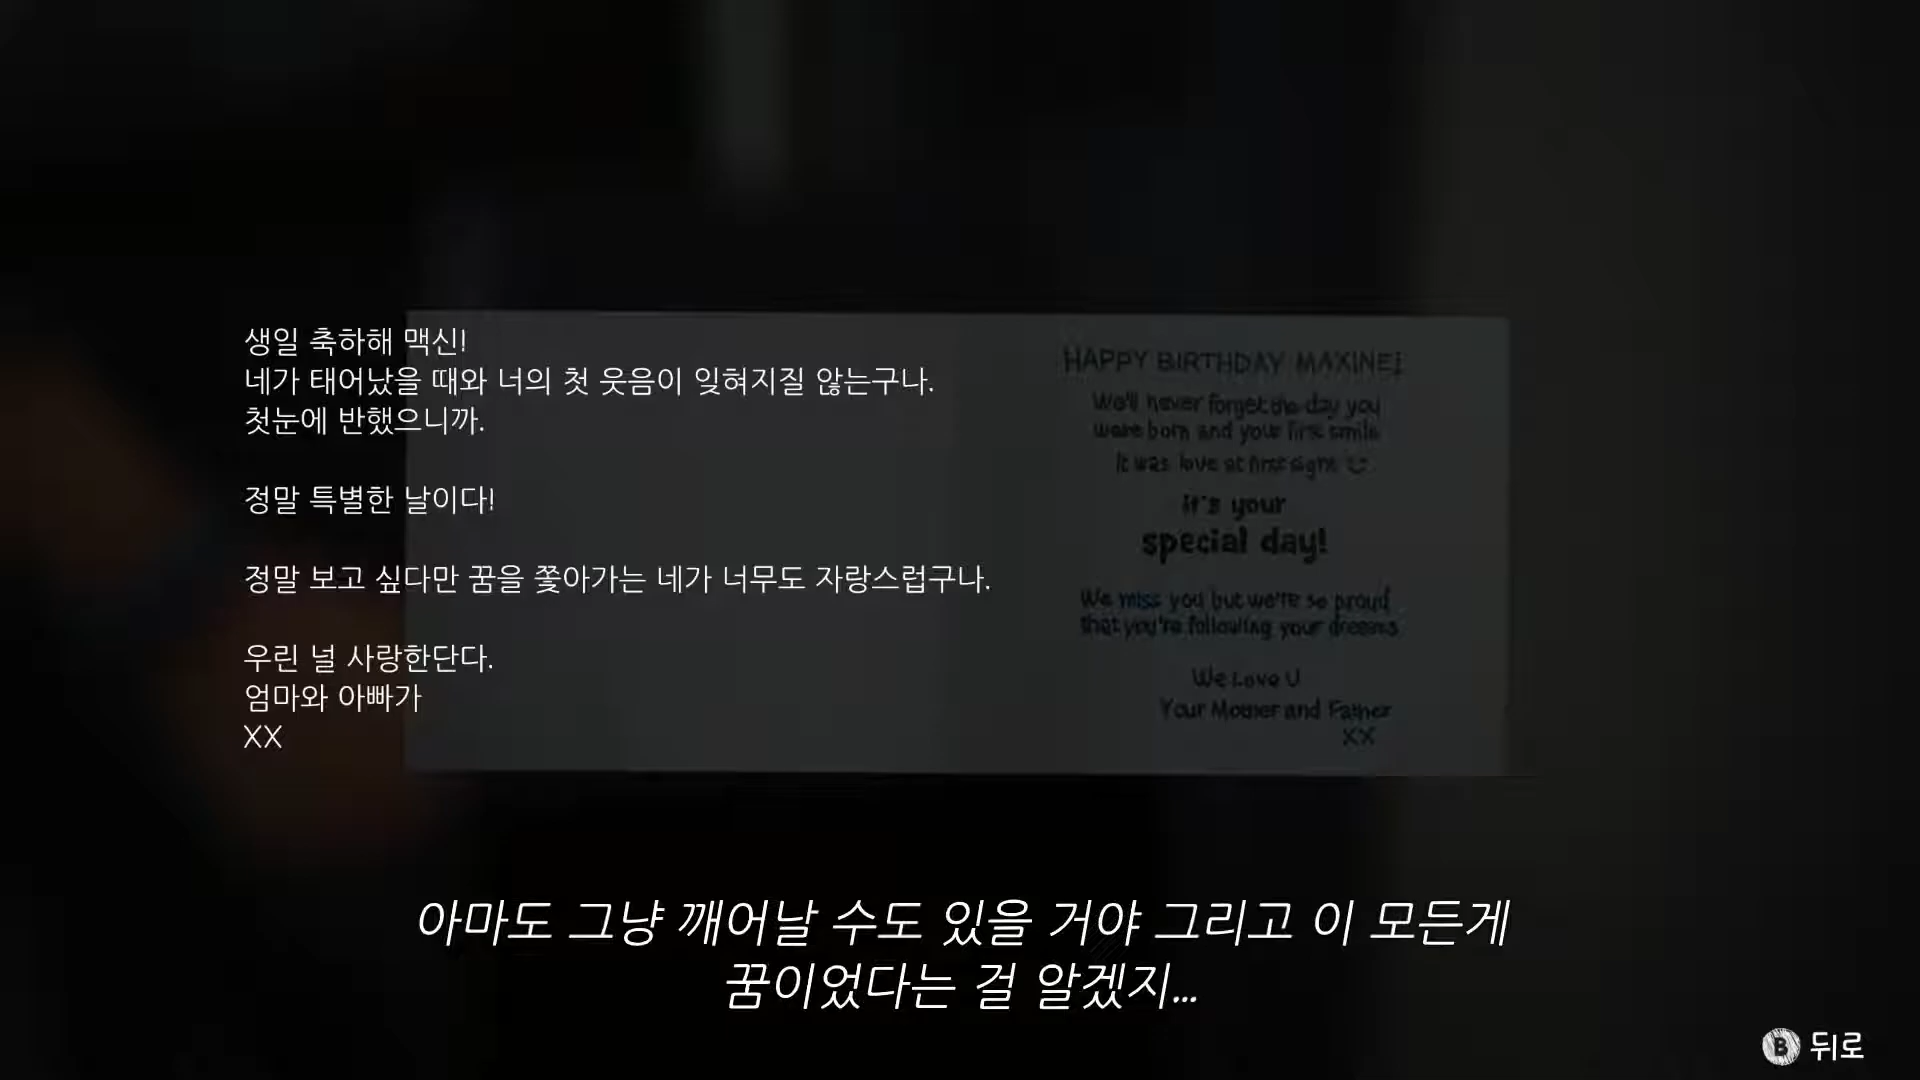 생일 축하해 맥신!
네가 태어났을 때와 너의 첫 웃음이 잊혀지질 않는구나.
첫눈에 반했으니까.
정말 특별한 날이다!
정말 보고 싶다만 꿈을 쫓아가는 네가 너무도 자랑스럽구나.
우린 널 사랑한단다.
엄마와 아빠가
XX
HAPPY BIRTHDAY MAXINE!
We'll never forget the day you
were born and your first smile
It was love at first sight
it's your
special day!
We miss you but we're so proud
that you're following your dreams
We Love U
Your Mother and Father
XX
아마도 그냥 깨어날 수도 있을 거야 그리고 이 모든게
꿈이었다는 걸 알겠지...
B 뒤로